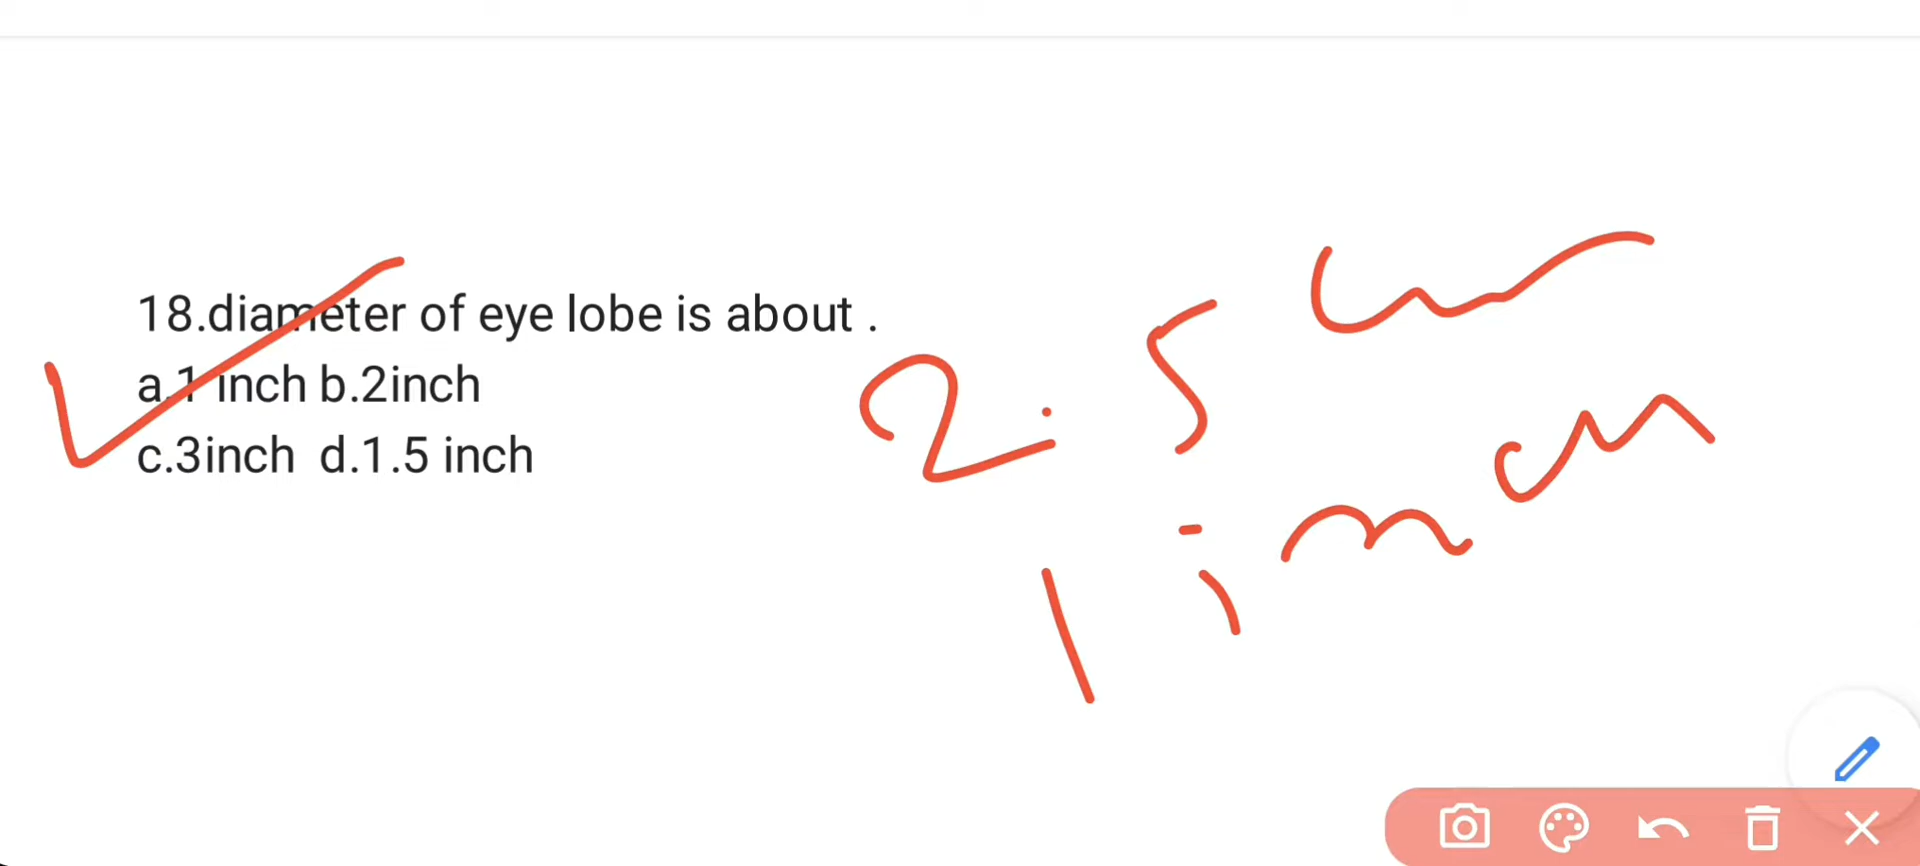 18.diameter of eye lobe is about .
a.1 inch b.2inch
c.3inch d.1.5 inch
2.5 cm
1 inch